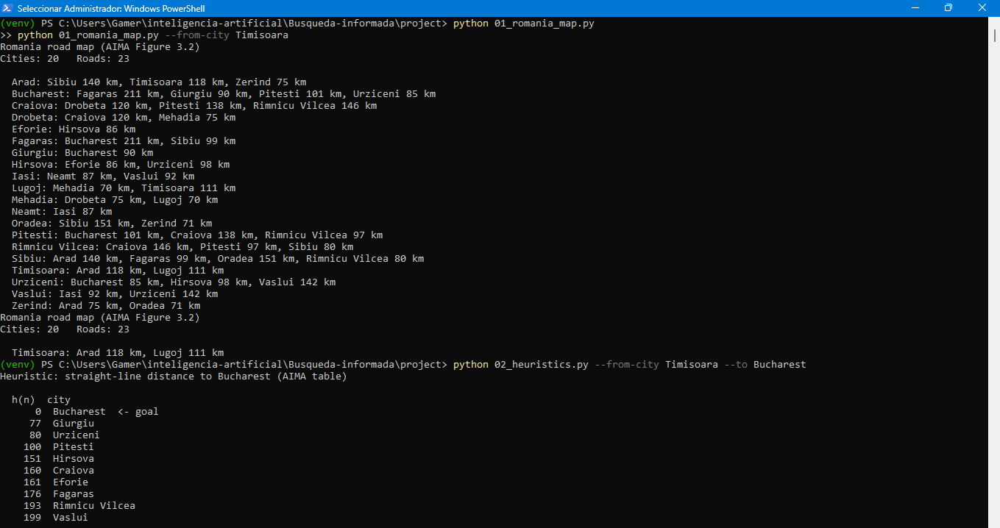 Seleccionar Administrador: Windows PowerShell
(venv) PS C:\Users\Gamer\inteligencia-artificial\Busqueda-informada\project> python 01_romania_map.py
>> python 01_romania_map.py --from-city Timisoara
Romania road map (AIMA Figure 3.2)
Cities: 20   Roads: 23

  Arad: Sibiu 140 km, Timisoara 118 km, Zerind 75 km
  Bucharest: Fagaras 211 km, Giurgiu 90 km, Pitesti 101 km, Urziceni 85 km
  Craiova: Drobeta 120 km, Pitesti 138 km, Rimnicu Vilcea 146 km
  Drobeta: Craiova 120 km, Mehadia 75 km
  Eforie: Hirsova 86 km
  Fagaras: Bucharest 211 km, Sibiu 99 km
  Giurgiu: Bucharest 90 km
  Hirsova: Eforie 86 km, Urziceni 98 km
  Iasi: Neamt 87 km, Vaslui 92 km
  Lugoj: Mehadia 70 km, Timisoara 111 km
  Mehadia: Drobeta 75 km, Lugoj 70 km
  Neamt: Iasi 87 km
  Oradea: Sibiu 151 km, Zerind 71 km
  Pitesti: Bucharest 101 km, Craiova 138 km, Rimnicu Vilcea 97 km
  Rimnicu Vilcea: Craiova 146 km, Pitesti 97 km, Sibiu 80 km
  Sibiu: Arad 140 km, Fagaras 99 km, Oradea 151 km, Rimnicu Vilcea 80 km
  Timisoara: Arad 118 km, Lugoj 111 km
  Urziceni: Bucharest 85 km, Hirsova 98 km, Vaslui 142 km
  Vaslui: Iasi 92 km, Urziceni 142 km
  Zerind: Arad 75 km, Oradea 71 km
Romania road map (AIMA Figure 3.2)
Cities: 20   Roads: 23

  Timisoara: Arad 118 km, Lugoj 111 km
(venv) PS C:\Users\Gamer\inteligencia-artificial\Busqueda-informada\project> python 02_heuristics.py --from-city Timisoara --to Bucharest
Heuristic: straight-line distance to Bucharest (AIMA table)

  h(n)  city
      0  Bucharest  <- goal
     77  Giurgiu
     80  Urziceni
    100  Pitesti
    151  Hirsova
    160  Craiova
    161  Eforie
    176  Fagaras
    193  Rimnicu Vilcea
    199  Vaslui